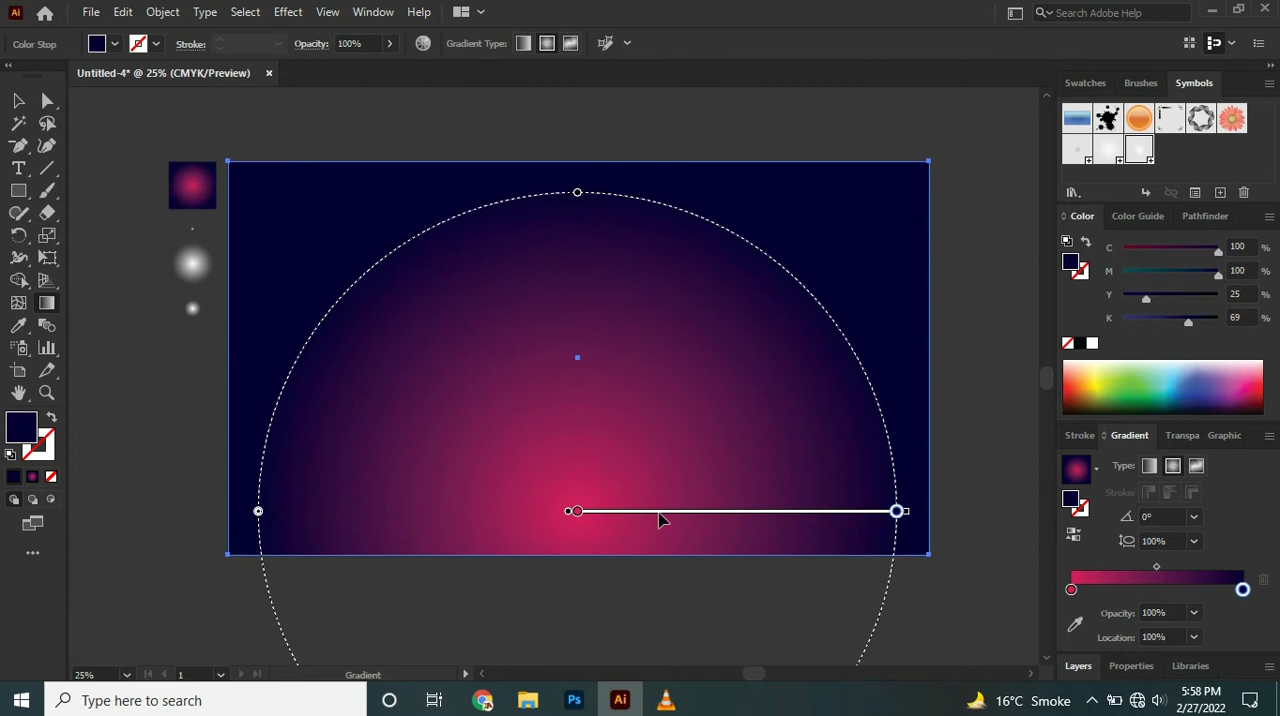 Ai File Edit Object Type Select Effect View Window Help Search Adobe Help
Color Stop Stroke: Opacity: 100% Gradient Type:
Untitled-4* @ 25% (CMYK/Preview)
Swatches Brushes Symbols
Color Color Guide Pathfinder
C 100 %
M 100 %
Y 25 %
K 69 %
Stroke Gradient Transpa Graphic
Type:
Stroke:
0°
100%
Opacity: 100%
Location: 100%
Layers Properties Libraries
25% 1 Gradient
Type here to search Ps Ai 16°C Smoke 5:58 PM
2/27/2022